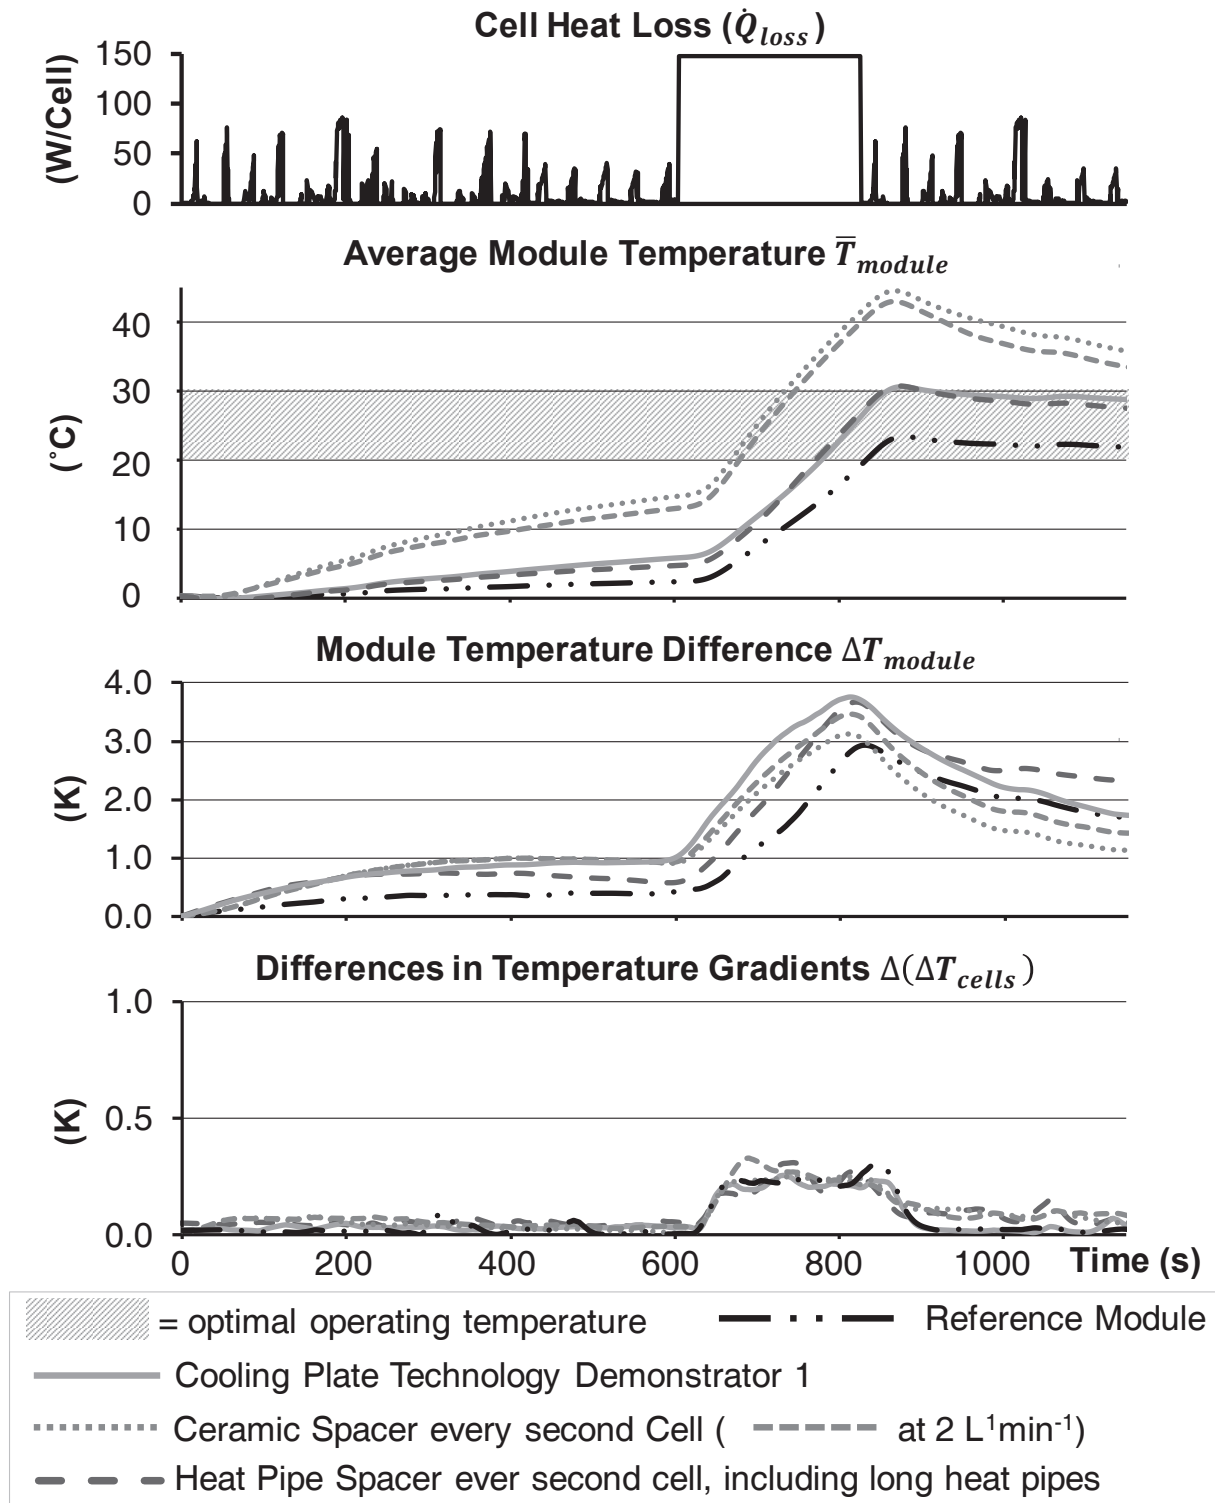 Cell Heat Loss (Q̇loss)
(W/Cell)
150
100
50
0
Average Module Temperature T̅module
(˚C)
40
30
20
10
0
Module Temperature Difference ΔTmodule
(K)
4.0
3.0
2.0
1.0
0.0
Differences in Temperature Gradients Δ(ΔTcells)
(K)
1.0
0.5
0.0
0 200 400 600 800 1000 Time (s)
= optimal operating temperature Reference Module
Cooling Plate Technology Demonstrator 1
Ceramic Spacer every second Cell ( at 2 L¹min⁻¹)
Heat Pipe Spacer ever second cell, including long heat pipes